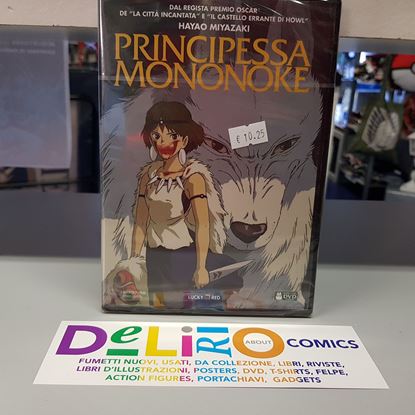 DAL REGISTA PREMIO OSCAR
DE "LA CITTÀ INCANTATA" E "IL CASTELLO ERRANTE DI HOWL"
HAYAO MIYAZAKI
PRINCIPESSA
MONONOKE
€ 10,25
LUCKY RED
DVD
DELIRIO ABOUT COMICS
FUMETTI NUOVI, USATI, DA COLLEZIONE, LIBRI, RIVISTE,
LIBRI D'ILLUSTRAZIONI, POSTERS, DVD, T-SHIRTS, FELPE,
ACTION FIGURES, PORTACHIAVI, GADGETS